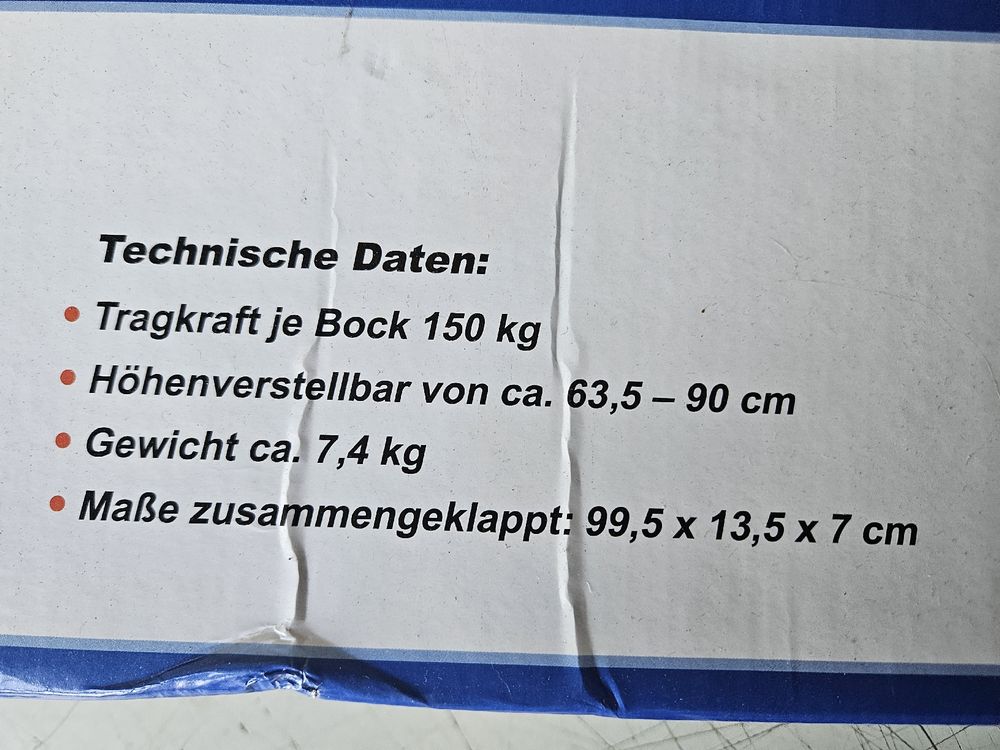 Technische Daten:
• Tragkraft je Bock 150 kg
• Höhenverstellbar von ca. 63,5 – 90 cm
• Gewicht ca. 7,4 kg
• Maße zusammengeklappt: 99,5 x 13,5 x 7 cm